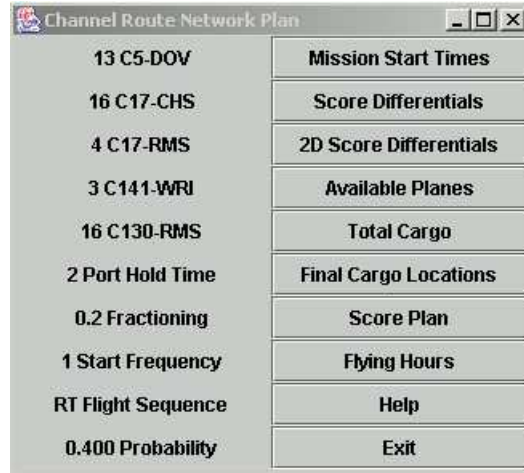 Channel Route Network Plan
13 C5-DOV Mission Start Times
16 C17-CHS Score Differentials
4 C17-RMS 2D Score Differentials
3 C141-WRI Available Planes
16 C130-RMS Total Cargo
2 Port Hold Time Final Cargo Locations
0.2 Fractioning Score Plan
1 Start Frequency Flying Hours
RT Flight Sequence Help
0.400 Probability Exit